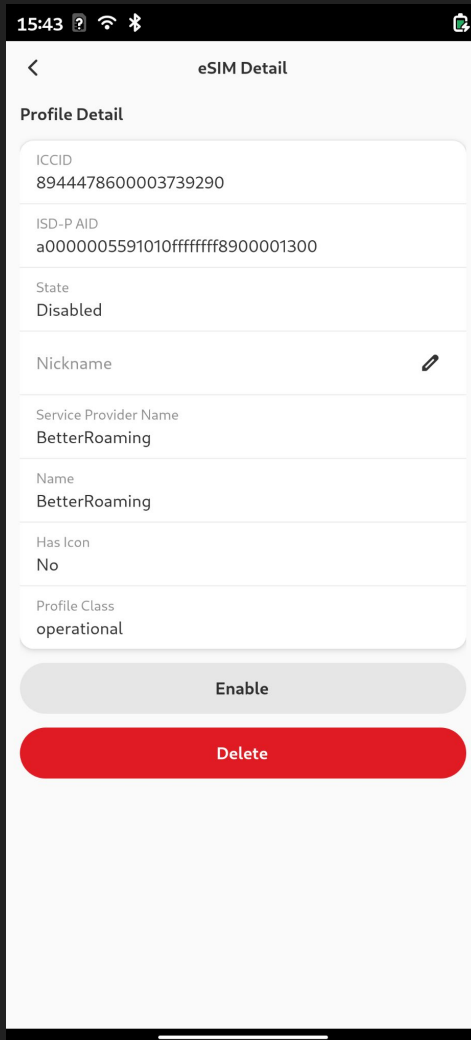 15:43
eSIM Detail
Profile Detail
ICCID
8944478600003739290
ISD-P AID
a0000005591010ffffffff8900001300
State
Disabled
Nickname
Service Provider Name
BetterRoaming
Name
BetterRoaming
Has Icon
No
Profile Class
operational
Enable
Delete